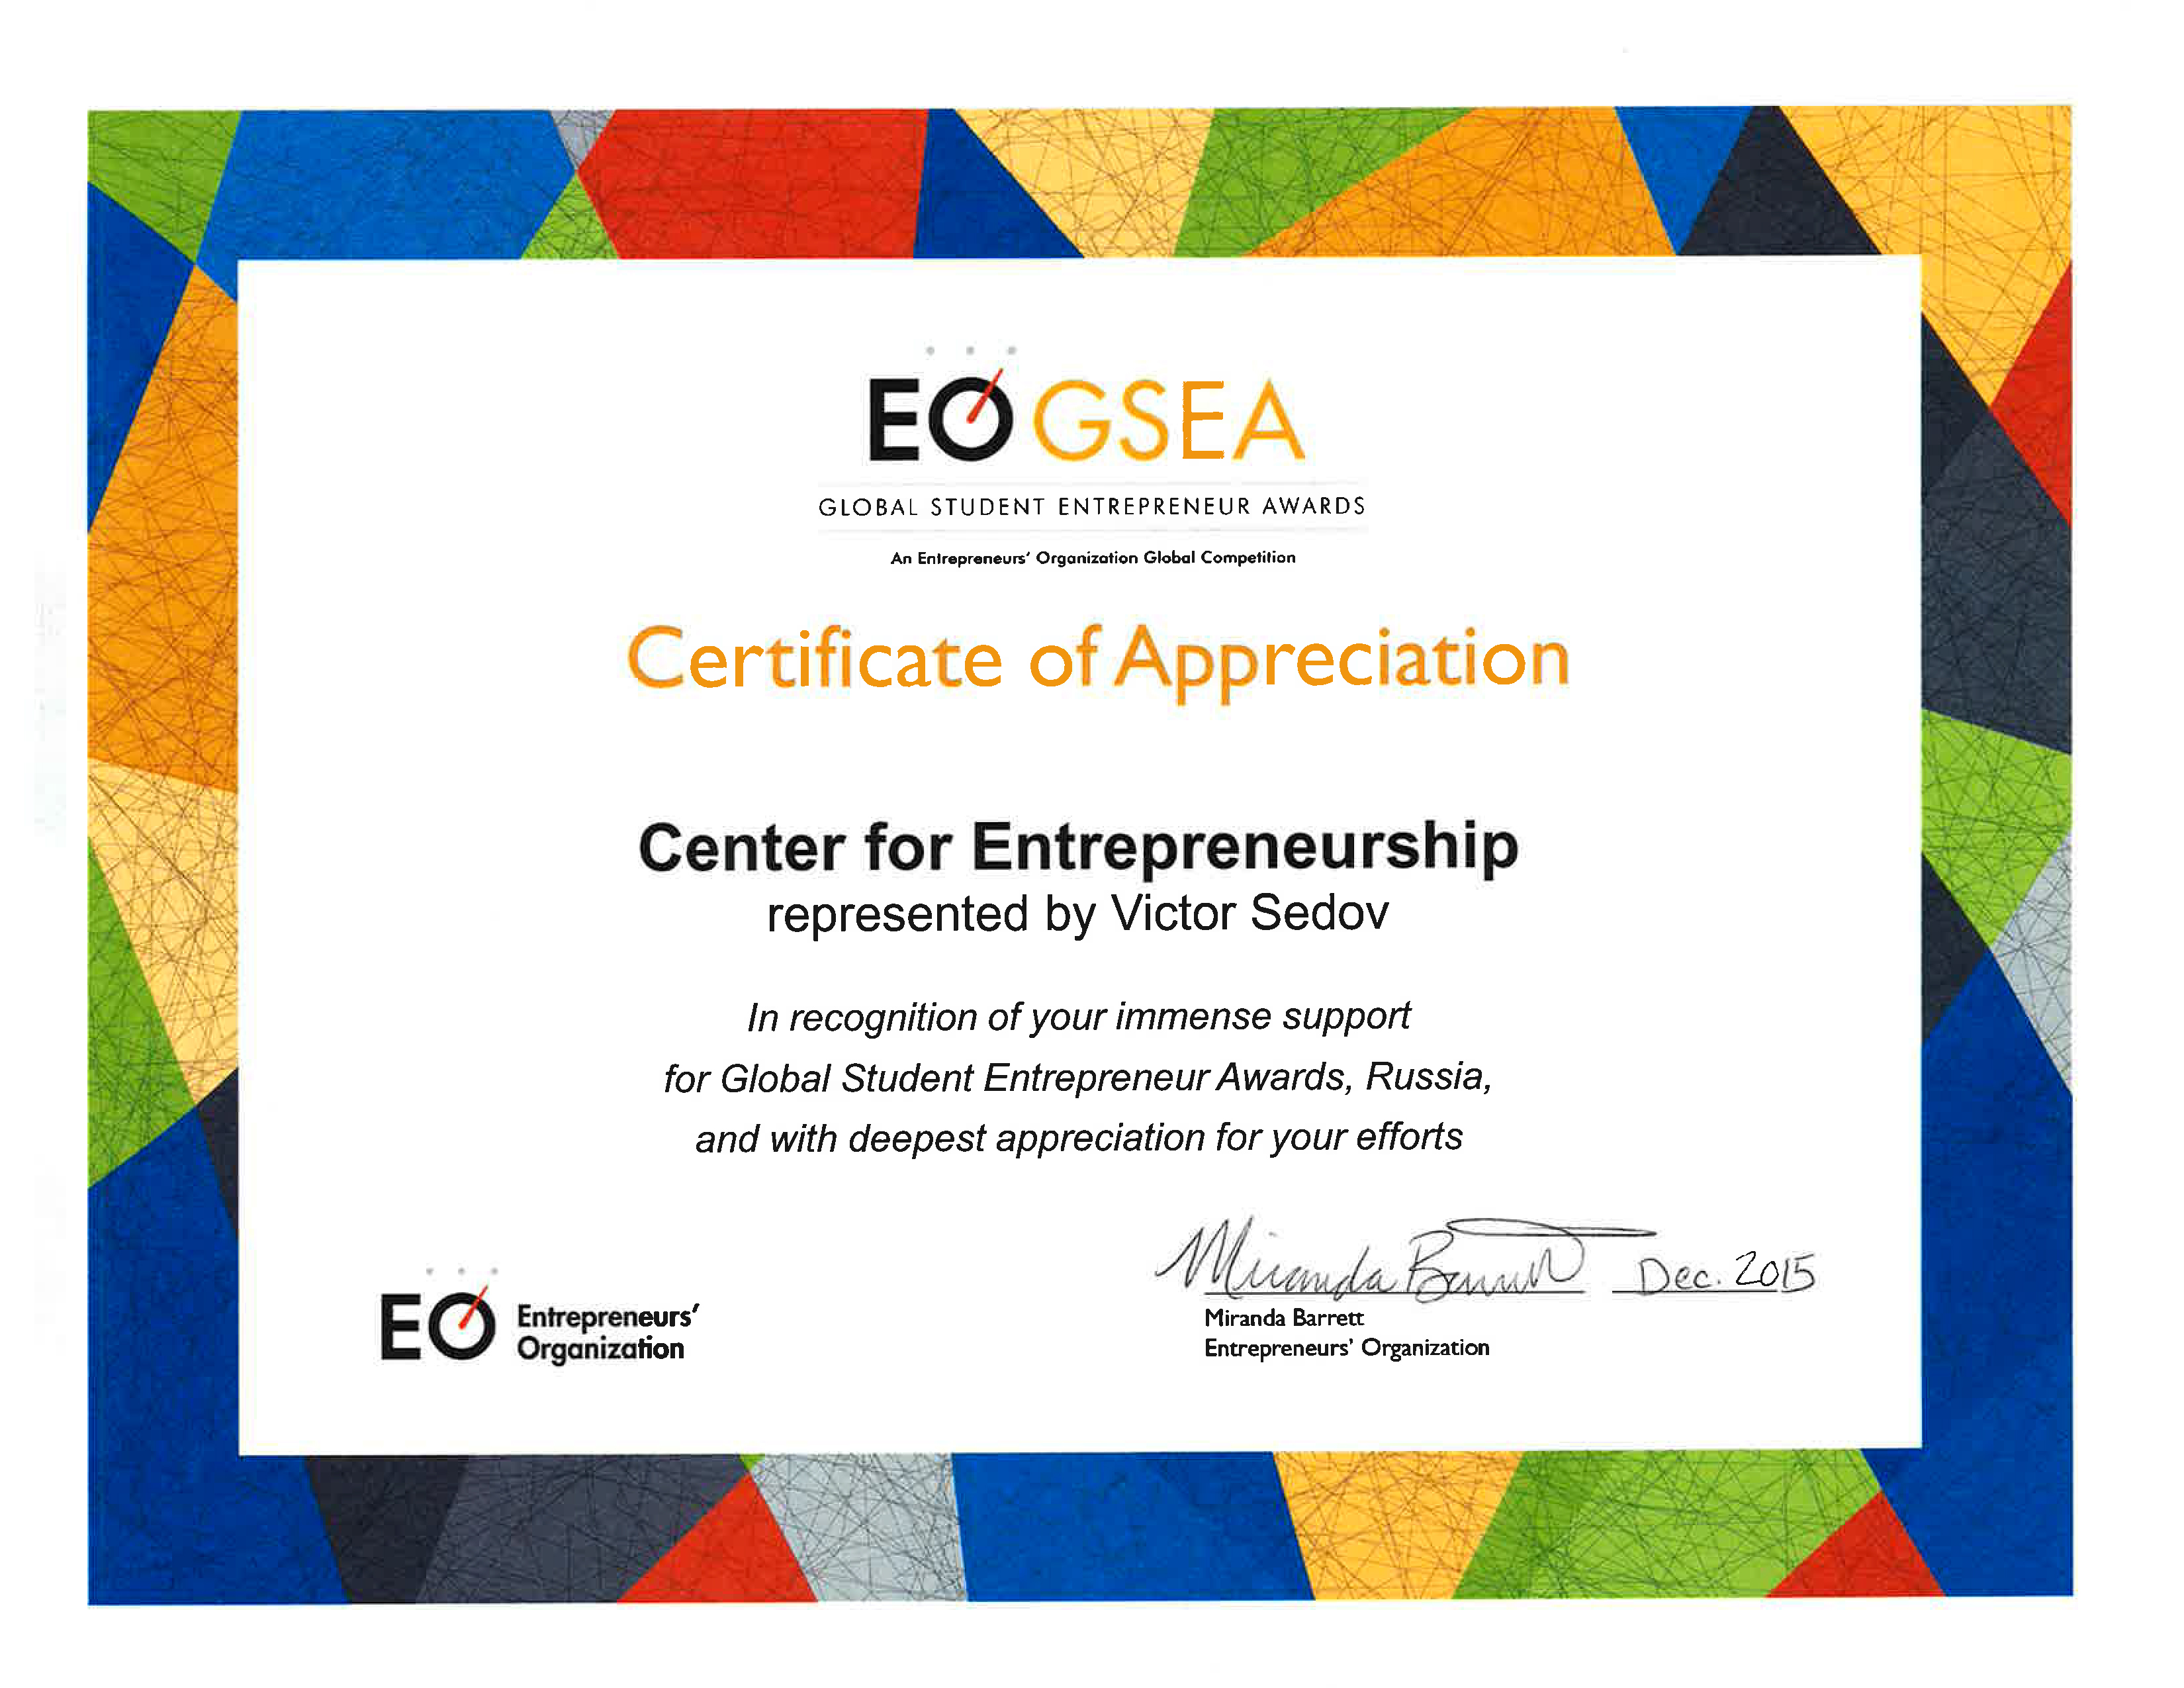 EO GSEA
GLOBAL STUDENT ENTREPRENEUR AWARDS
An Entrepreneurs' Organization Global Competition
Certificate of Appreciation
Center for Entrepreneurship
represented by Victor Sedov
In recognition of your immense support
for Global Student Entrepreneur Awards, Russia,
and with deepest appreciation for your efforts
EO Entrepreneurs'
Organization
Miranda Barrett Dec. 2015
Miranda Barrett
Entrepreneurs' Organization